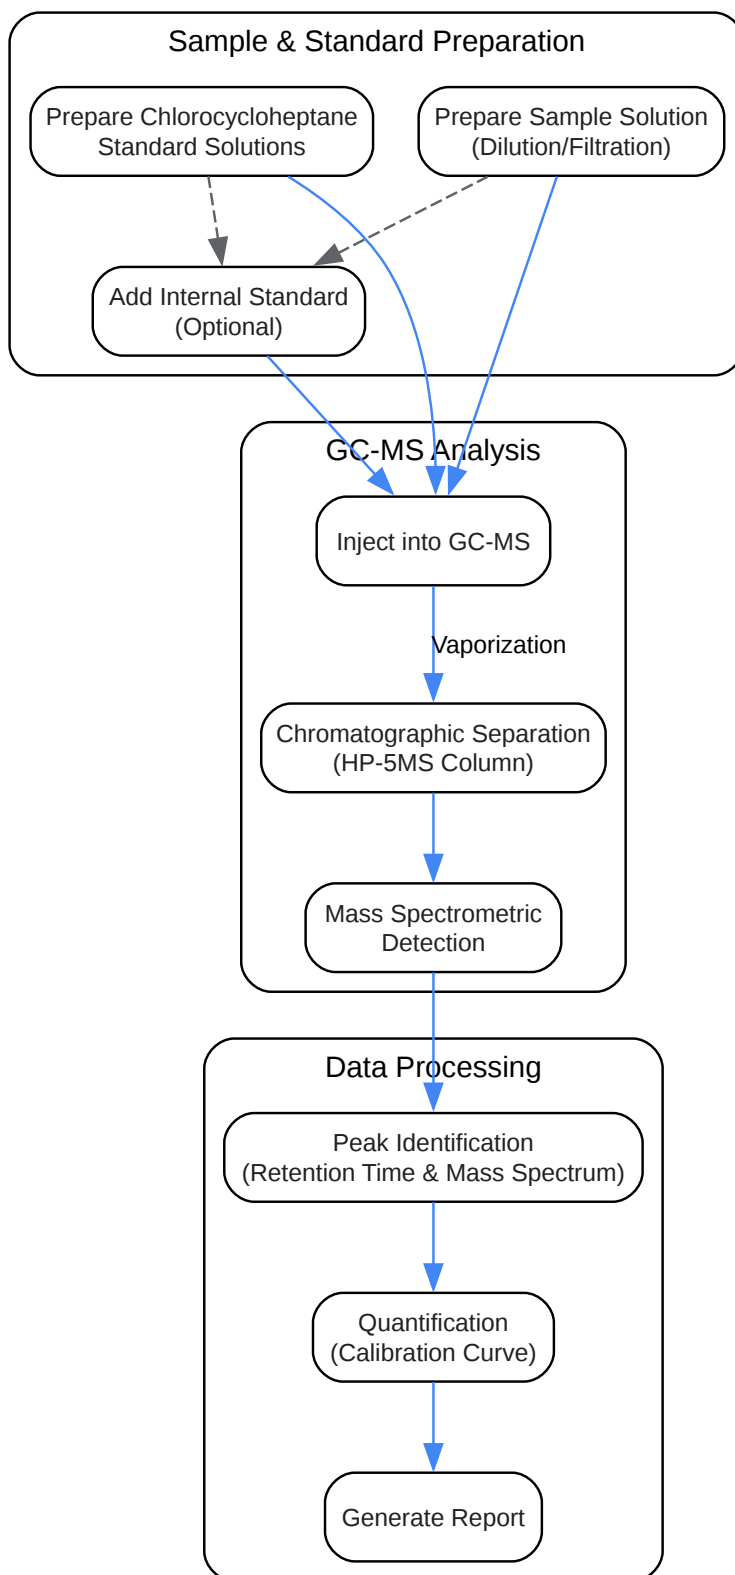 Sample & Standard Preparation
Prepare Chlorocycloheptane
Standard Solutions
Prepare Sample Solution
(Dilution/Filtration)
Add Internal Standard
(Optional)
GC-MS Analysis
Inject into GC-MS
Vaporization
Chromatographic Separation
(HP-5MS Column)
Mass Spectrometric
Detection
Data Processing
Peak Identification
(Retention Time & Mass Spectrum)
Quantification
(Calibration Curve)
Generate Report